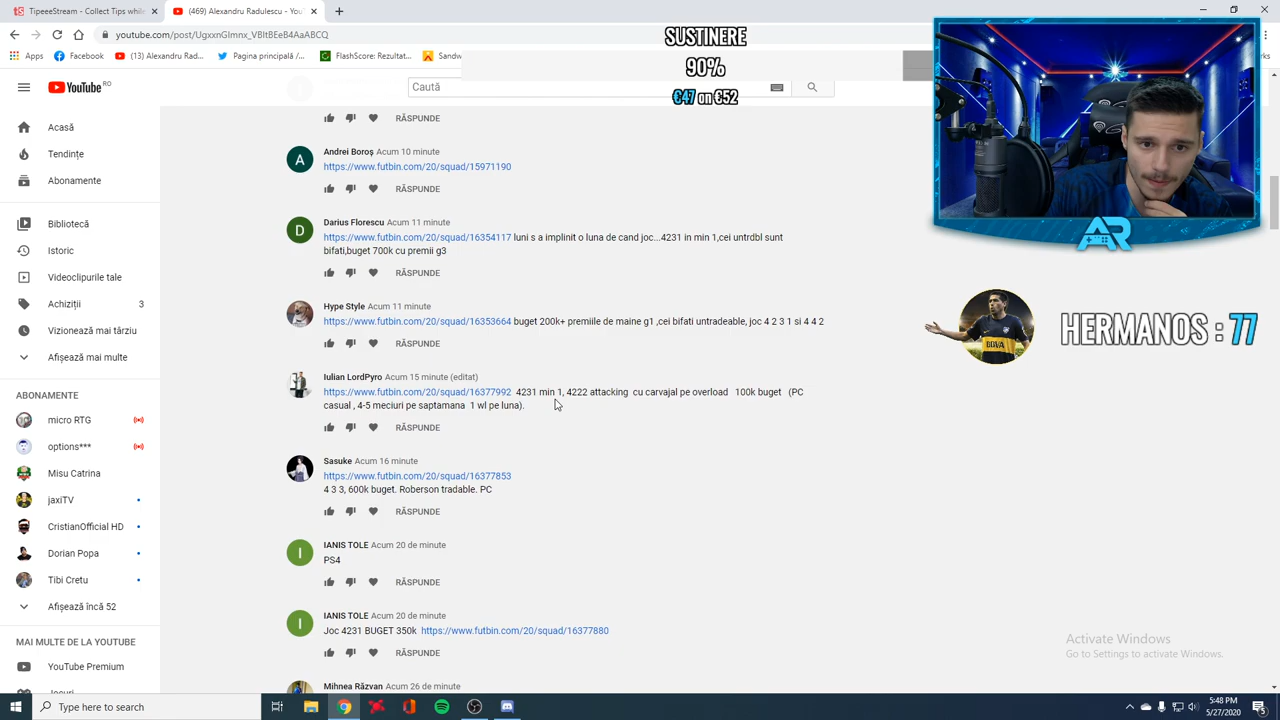 TipeeeStream | Collect Tips while
(469) Alexandru Radulescu - You
youtube.com/post/UgxxnGImhx_VBItBEeB4AaABCQ
Apps
Facebook
(13) Alexandru Rad...
Pagina principală /...
FlashScore: Rezultat...
Sandw
SUSTINERE
90%
€47 on €52
YouTube RO
Caută
Acasă
Tendințe
Abonamente
Bibliotecă
Istoric
Videoclipurile tale
Achiziții 3
Vizionează mai târziu
Afișează mai multe
ABONAMENTE
micro RTG
options***
Misu Catrina
jaxiTV
CristianOfficial HD
Dorian Popa
Tibi Cretu
Afișează încă 52
MAI MULTE DE LA YOUTUBE
YouTube Premium
Jocuri
RĂSPUNDE
A
Andrei Boroș Acum 10 minute
https://www.futbin.com/20/squad/15971190
RĂSPUNDE
D
Darius Florescu Acum 11 minute
https://www.futbin.com/20/squad/16354117 luni s a implinit o luna de cand joc...4231 in min 1,cei untrdbl sunt
bifati,buget 700k cu premii g3
RĂSPUNDE
Hype Style Acum 11 minute
https://www.futbin.com/20/squad/16353664 buget 200k+ premiile de maine g1 ,cei bifati untradeable, joc 4 2 3 1 si 4 4 2
RĂSPUNDE
Iulian LordPyro Acum 15 minute (editat)
https://www.futbin.com/20/squad/16377992 4231 min 1, 4222 attacking cu carvajal pe overload 100k buget (PC
casual , 4-5 meciuri pe saptamana 1 wl pe luna).
RĂSPUNDE
Sasuke Acum 16 minute
https://www.futbin.com/20/squad/16377853
4 3 3, 600k buget. Roberson tradable. PC
RĂSPUNDE
I
IANIS TOLE Acum 20 de minute
PS4
RĂSPUNDE
I
IANIS TOLE Acum 20 de minute
Joc 4231 BUGET 350k https://www.futbin.com/20/squad/16377880
RĂSPUNDE
Mihnea Răzvan Acum 26 de minute
AR
BBVA
HERMANOS : 77
Activate Windows
Go to Settings to activate Windows.
Type here to search
5:48 PM
5/27/2020
5